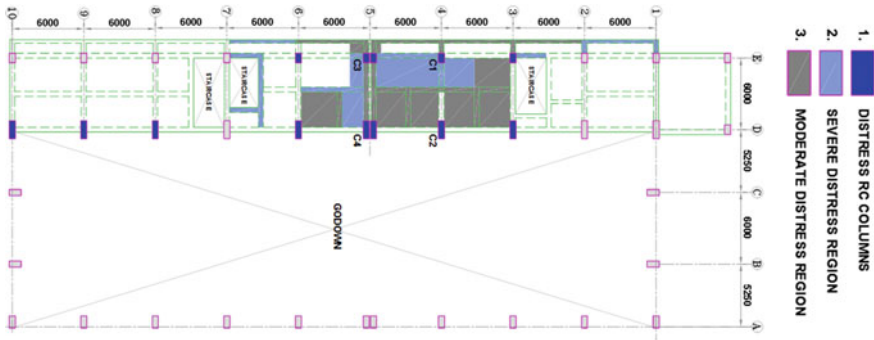 10
9
8
7
6
5
4
3
2
1
6000
6000
6000
6000
6000
6000
6000
6000
6000
E
D
C
B
A
6000
5250
6000
5250
STAIRCASE
STAIRCASE
STAIRCASE
C3
C1
C4
C2
GODOWN
1. DISTRESS RC COLUMNS
2. SEVERE DISTRESS REGION
3. MODERATE DISTRESS REGION